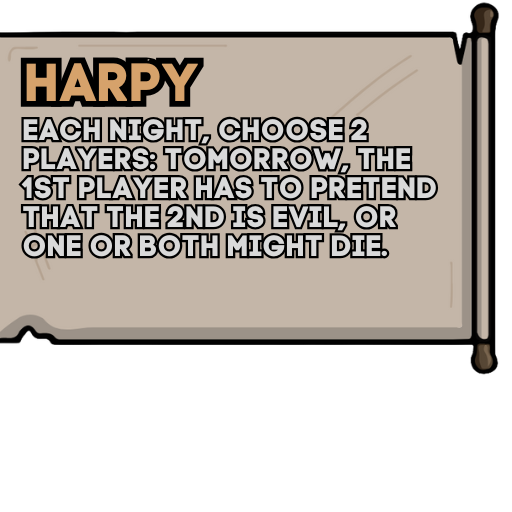 HARPY
EACH NIGHT, CHOOSE 2
PLAYERS: TOMORROW, THE
1ST PLAYER HAS TO PRETEND
THAT THE 2ND IS EVIL, OR
ONE OR BOTH MIGHT DIE.